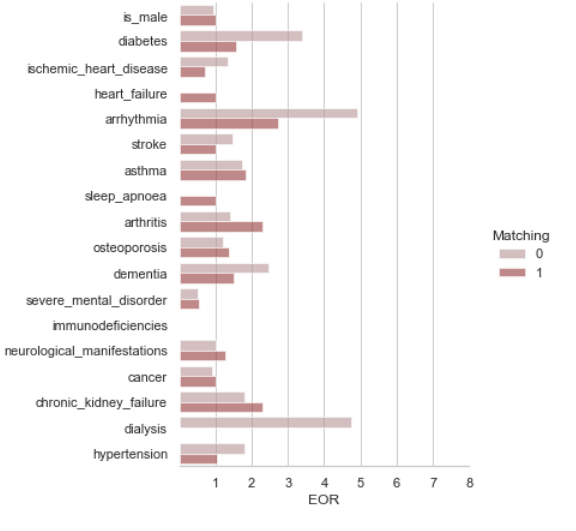 is_male
diabetes
ischemic_heart_disease
heart_failure
arrhythmia
stroke
asthma
sleep_apnoea
arthritis
osteoporosis
dementia
severe_mental_disorder
immunodeficiencies
neurological_manifestations
cancer
chronic_kidney_failure
dialysis
hypertension
1 2 3 4 5 6 7 8
EOR
Matching
0
1